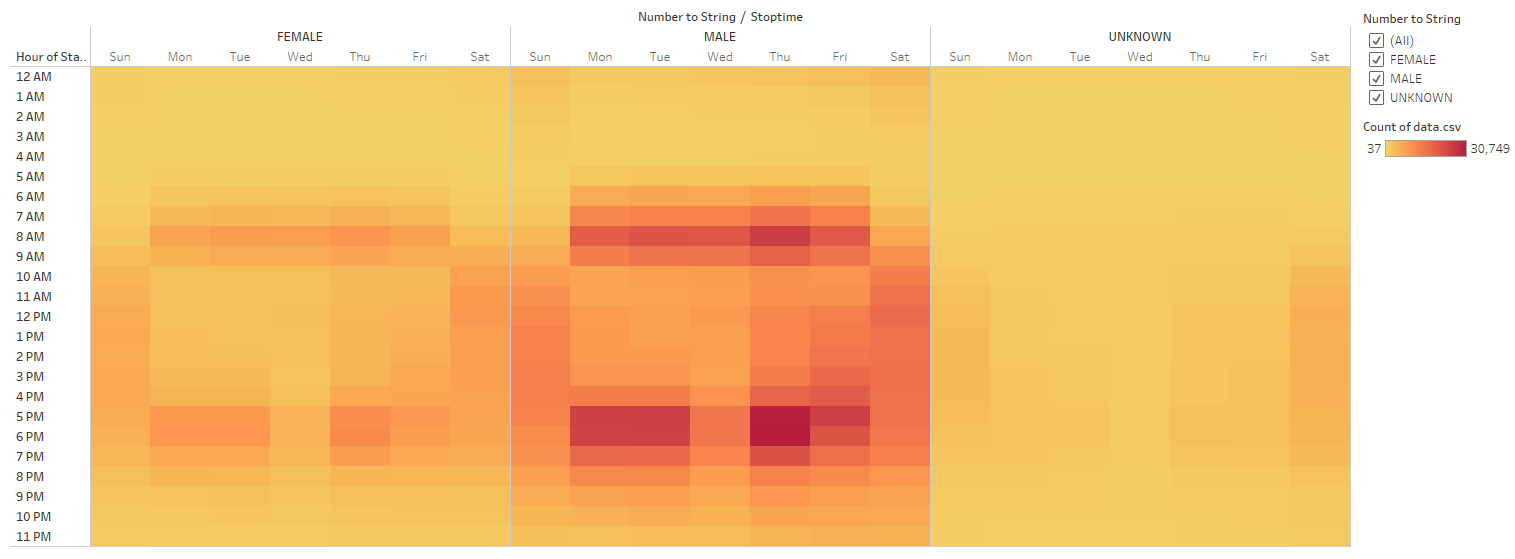 Number to String / Stoptime
FEMALE MALE UNKNOWN
Hour of Sta.. Sun Mon Tue Wed Thu Fri Sat Sun Mon Tue Wed Thu Fri Sat Sun Mon Tue Wed Thu Fri Sat
12 AM
1 AM
2 AM
3 AM
4 AM
5 AM
6 AM
7 AM
8 AM
9 AM
10 AM
11 AM
12 PM
1 PM
2 PM
3 PM
4 PM
5 PM
6 PM
7 PM
8 PM
9 PM
10 PM
11 PM
Number to String
(All)
FEMALE
MALE
UNKNOWN
Count of data.csv
37 30,749